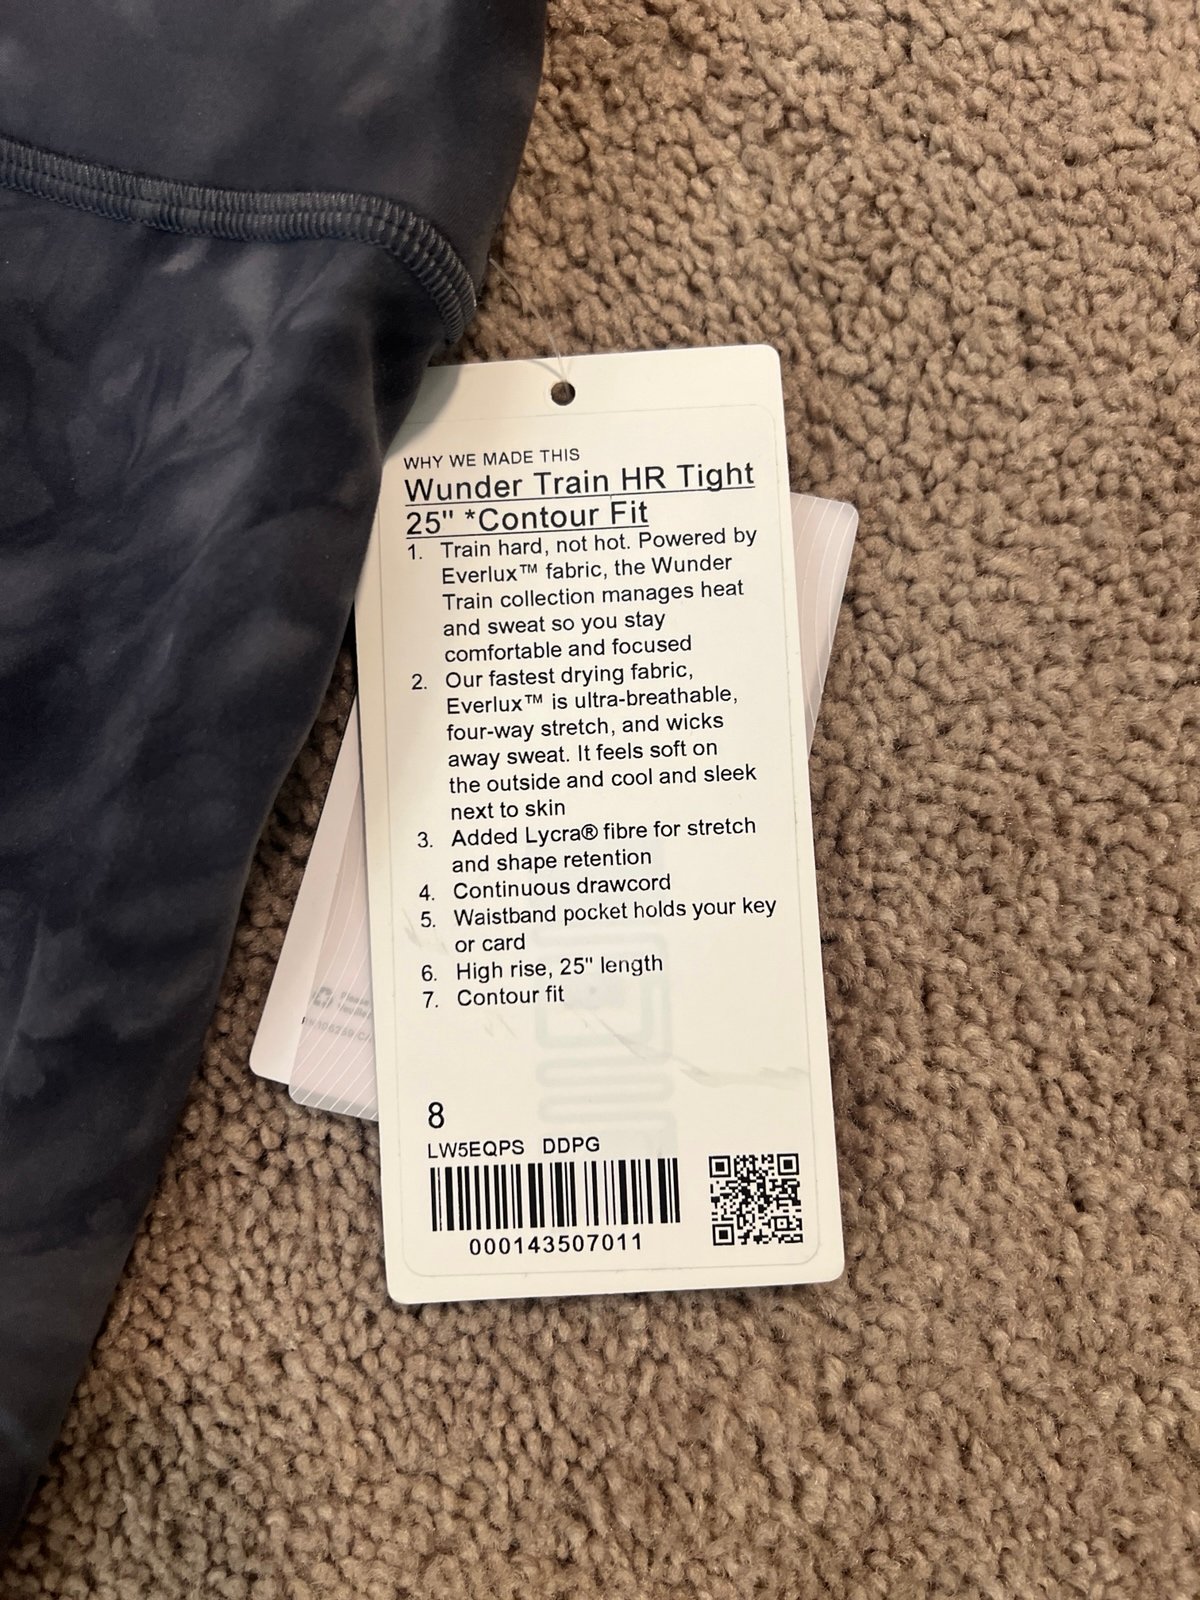 WHY WE MADE THIS
Wunder Train HR Tight
25" *Contour Fit
1. Train hard, not hot. Powered by
Everlux™ fabric, the Wunder
Train collection manages heat
and sweat so you stay
comfortable and focused
2. Our fastest drying fabric,
Everlux™ is ultra-breathable,
four-way stretch, and wicks
away sweat. It feels soft on
the outside and cool and sleek
next to skin
3. Added Lycra® fibre for stretch
and shape retention
4. Continuous drawcord
5. Waistband pocket holds your key
or card
6. High rise, 25" length
7. Contour fit
8
LW5EQPS DDPG
000143507011